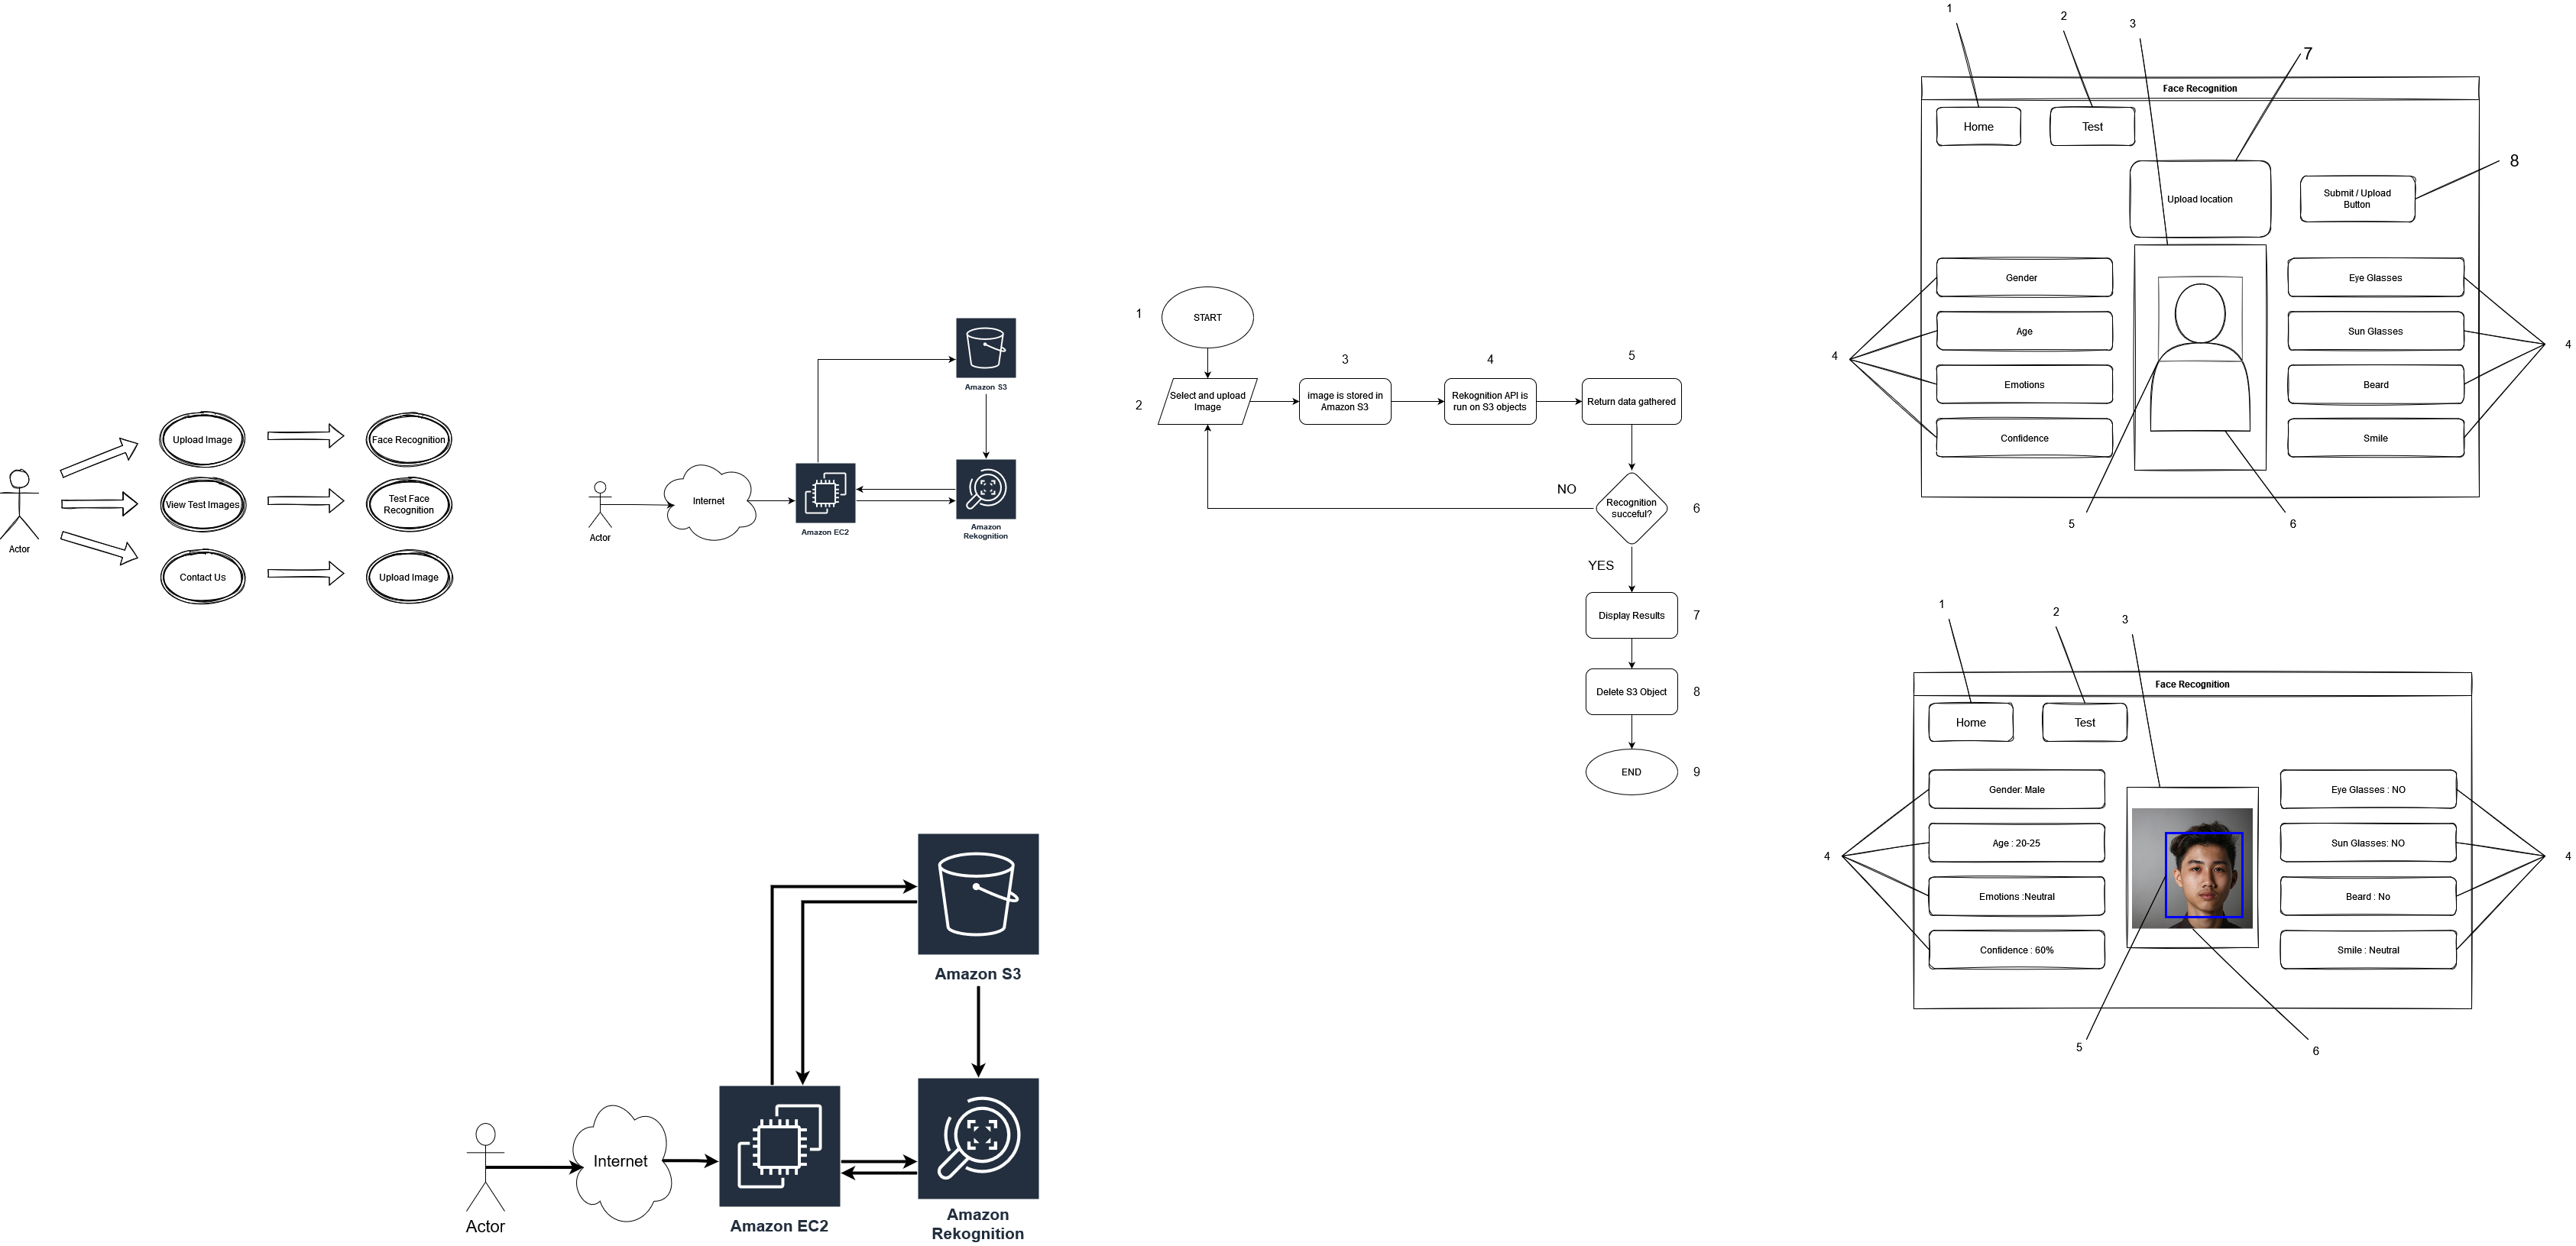 Actor
Upload Image
View Test Images
Contact Us
Face Recognition
Test Face
Recognition
Upload Image
Actor
Internet
Amazon EC2
Amazon S3
Amazon
Rekognition
Actor
Internet
Amazon EC2
Amazon S3
Amazon
Rekognition
1
START
2
Select and upload
Image
3
image is stored in
Amazon S3
4
Rekognition API is
run on S3 objects
5
Return data gathered
NO
Recognition
succeful?
6
YES
Display Results
7
Delete S3 Object
8
END
9
1
2
3
7
Face Recognition
Home
Test
8
Upload location
Submit / Upload
Button
Gender
Age
Emotions
Confidence
Eye Glasses
Sun Glasses
Beard
Smile
4
4
5
6
1
2
3
Face Recognition
Home
Test
Gender: Male
Age : 20-25
Emotions :Neutral
Confidence : 60%
Eye Glasses : NO
Sun Glasses: NO
Beard : No
Smile : Neutral
4
4
5
6